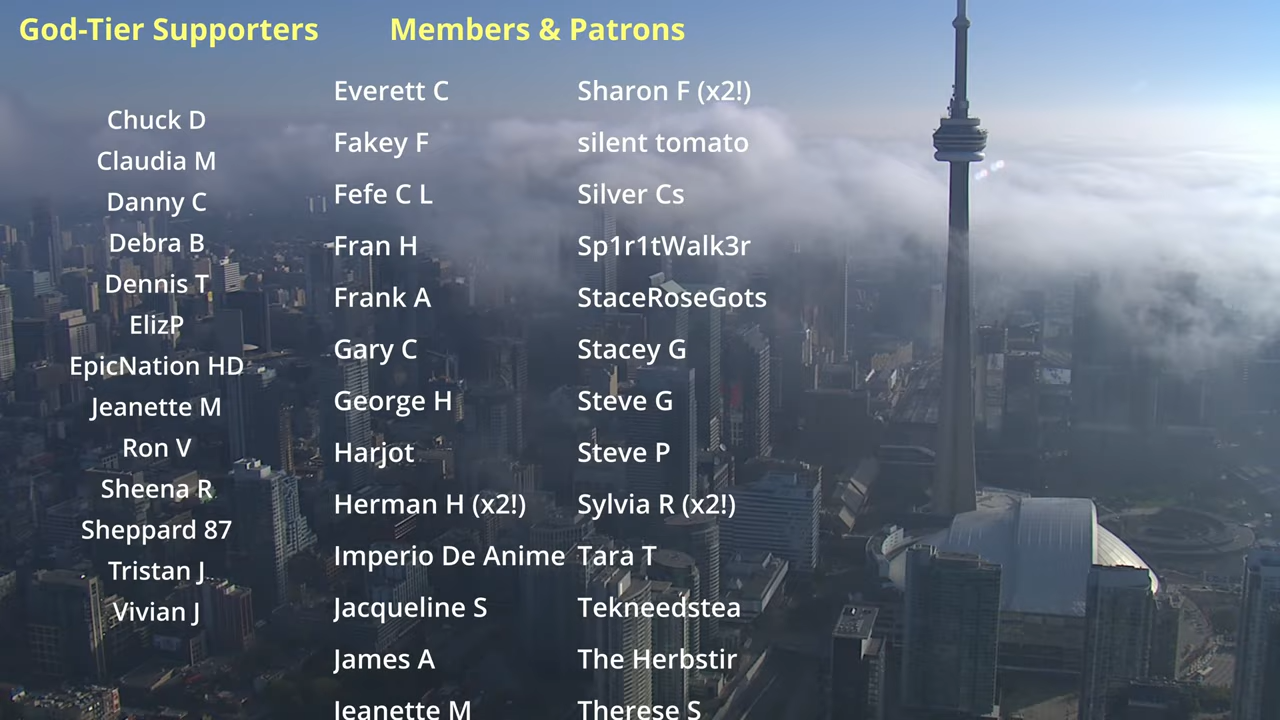 God-Tier Supporters
Chuck D
Claudia M
Danny C
Debra B
Dennis T
ElizP
EpicNation HD
Jeanette M
Ron V
Sheena R
Sheppard 87
Tristan J
Vivian J
Members & Patrons
Everett C
Fakey F
Fefe C L
Fran H
Frank A
Gary C
George H
Harjot
Herman H (x2!)
Imperio De Anime
Jacqueline S
James A
Jeanette M
Sharon F (x2!)
silent tomato
Silver Cs
Sp1r1tWalk3r
StaceRoseGots
Stacey G
Steve G
Steve P
Sylvia R (x2!)
Tara T
Tekneedstea
The Herbstir
Therese S